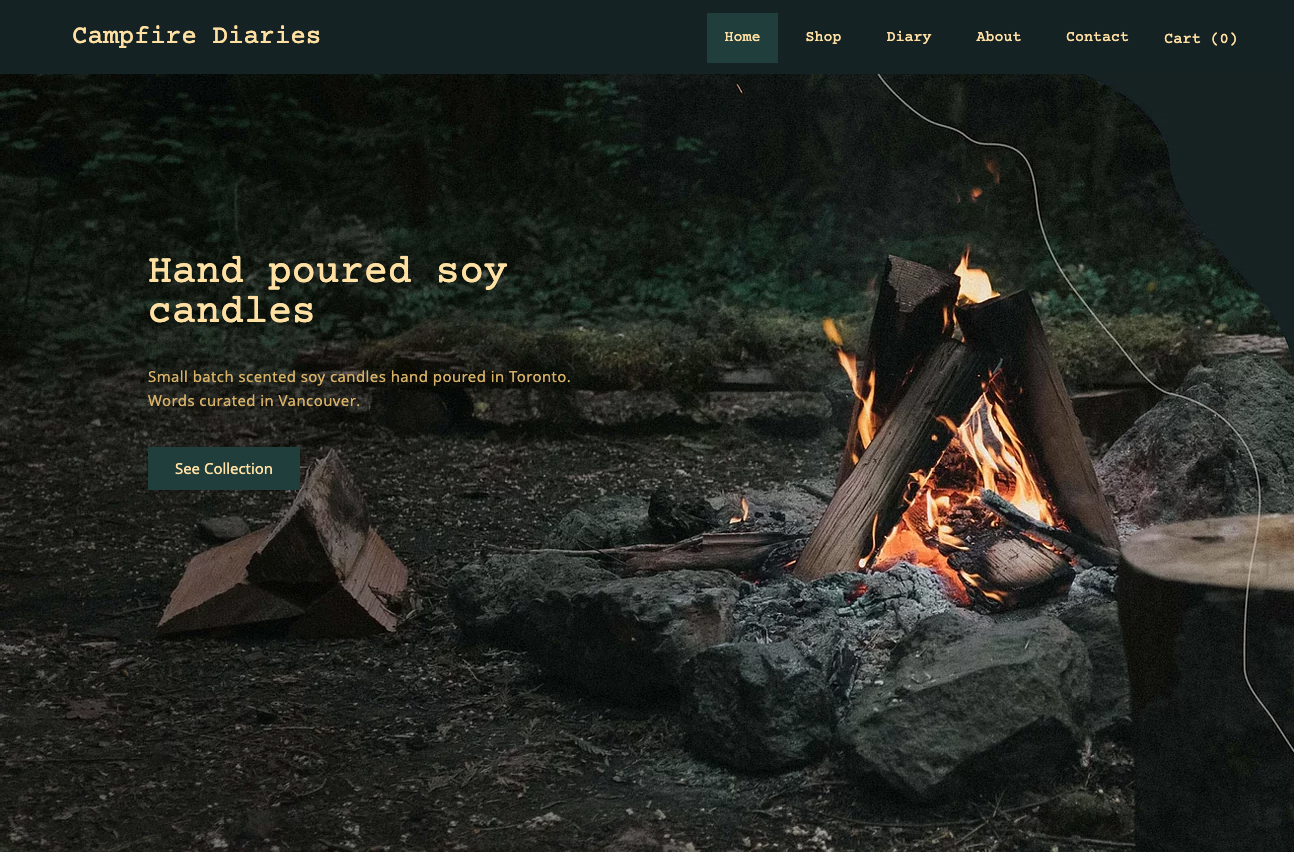 Campfire Diaries
Home Shop Diary About Contact Cart (0)
Hand poured soy
candles
Small batch scented soy candles hand poured in Toronto.
Words curated in Vancouver.
See Collection